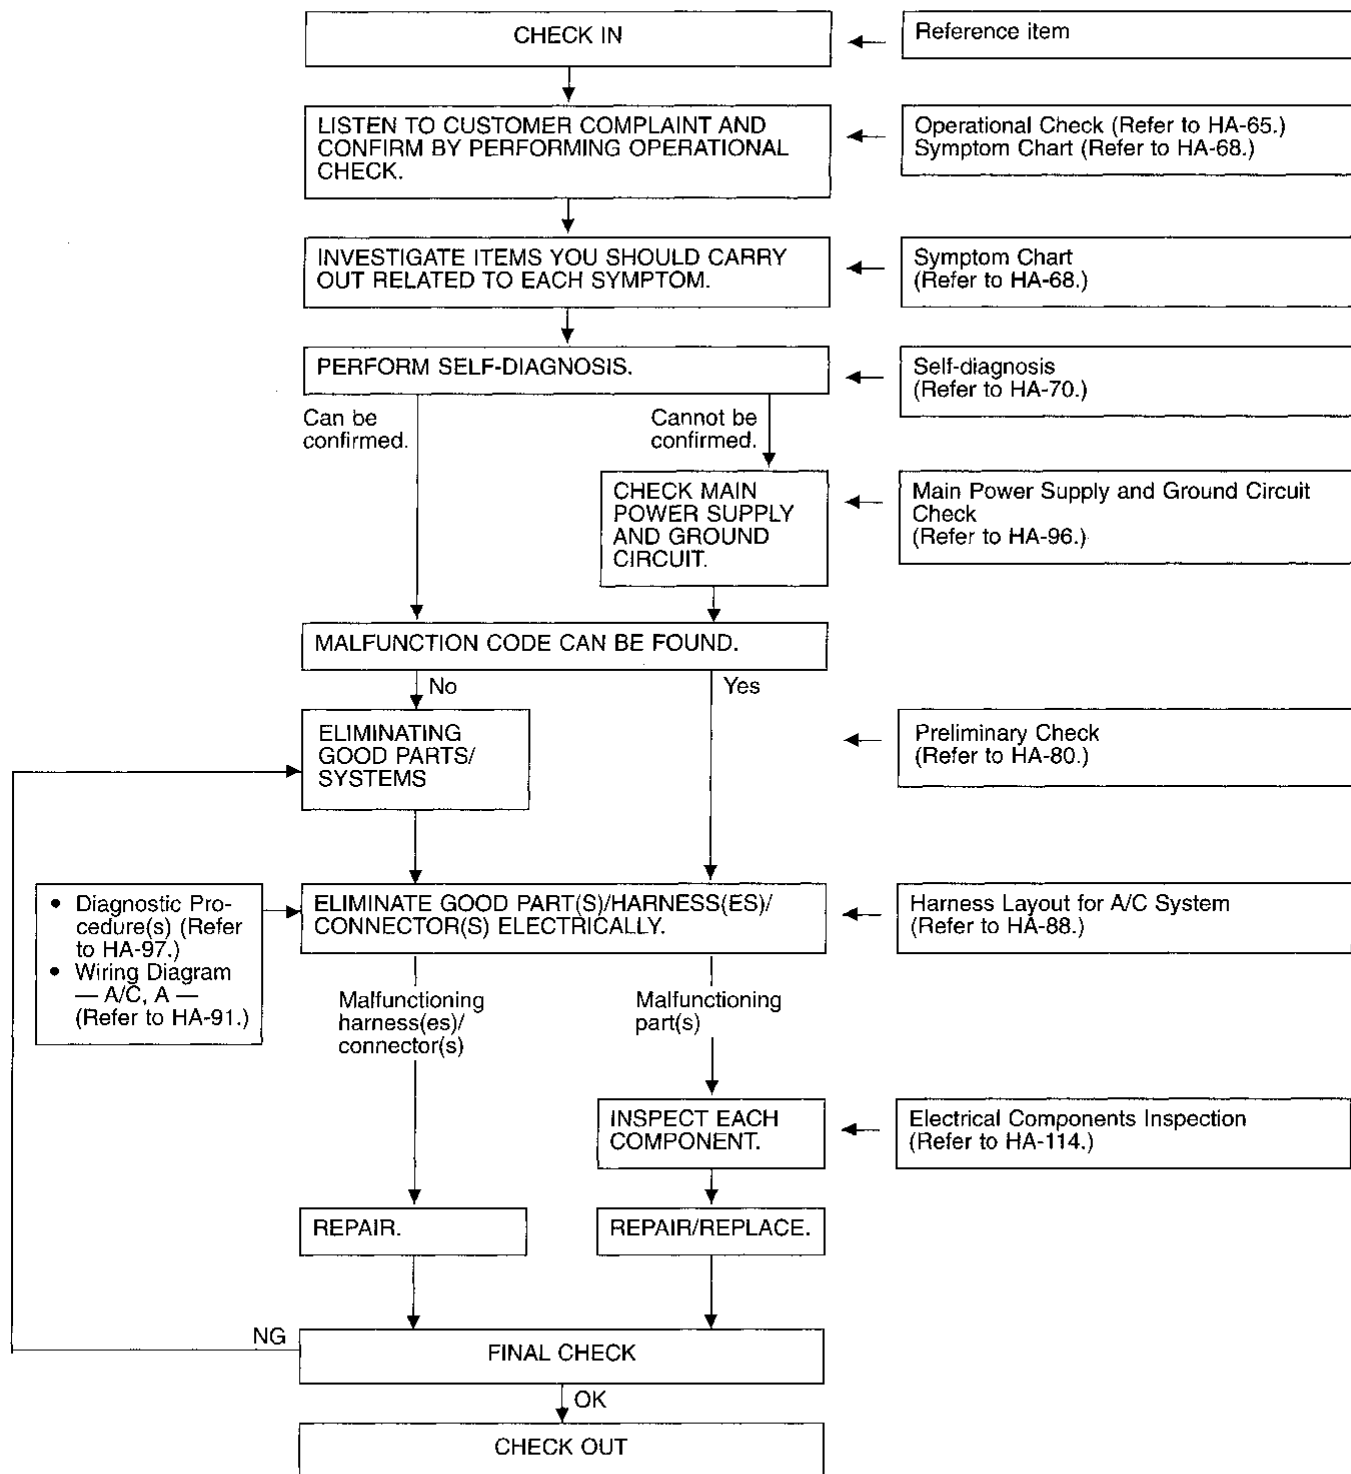 CHECK IN
Reference item
LISTEN TO CUSTOMER COMPLAINT AND
CONFIRM BY PERFORMING OPERATIONAL
CHECK.
Operational Check (Refer to HA-65.)
Symptom Chart (Refer to HA-68.)
INVESTIGATE ITEMS YOU SHOULD CARRY
OUT RELATED TO EACH SYMPTOM.
Symptom Chart
(Refer to HA-68.)
PERFORM SELF-DIAGNOSIS.
Self-diagnosis
(Refer to HA-70.)
Can be
confirmed.
Cannot be
confirmed.
CHECK MAIN
POWER SUPPLY
AND GROUND
CIRCUIT.
Main Power Supply and Ground Circuit
Check
(Refer to HA-96.)
MALFUNCTION CODE CAN BE FOUND.
No
Yes
ELIMINATING
GOOD PARTS/
SYSTEMS
Preliminary Check
(Refer to HA-80.)
• Diagnostic Pro-
cedure(s) (Refer
to HA-97.)
• Wiring Diagram
— A/C, A —
(Refer to HA-91.)
ELIMINATE GOOD PART(S)/HARNESS(ES)/
CONNECTOR(S) ELECTRICALLY.
Harness Layout for A/C System
(Refer to HA-88.)
Malfunctioning
harness(es)/
connector(s)
Malfunctioning
part(s)
INSPECT EACH
COMPONENT.
Electrical Components Inspection
(Refer to HA-114.)
REPAIR.
REPAIR/REPLACE.
NG
FINAL CHECK
OK
CHECK OUT